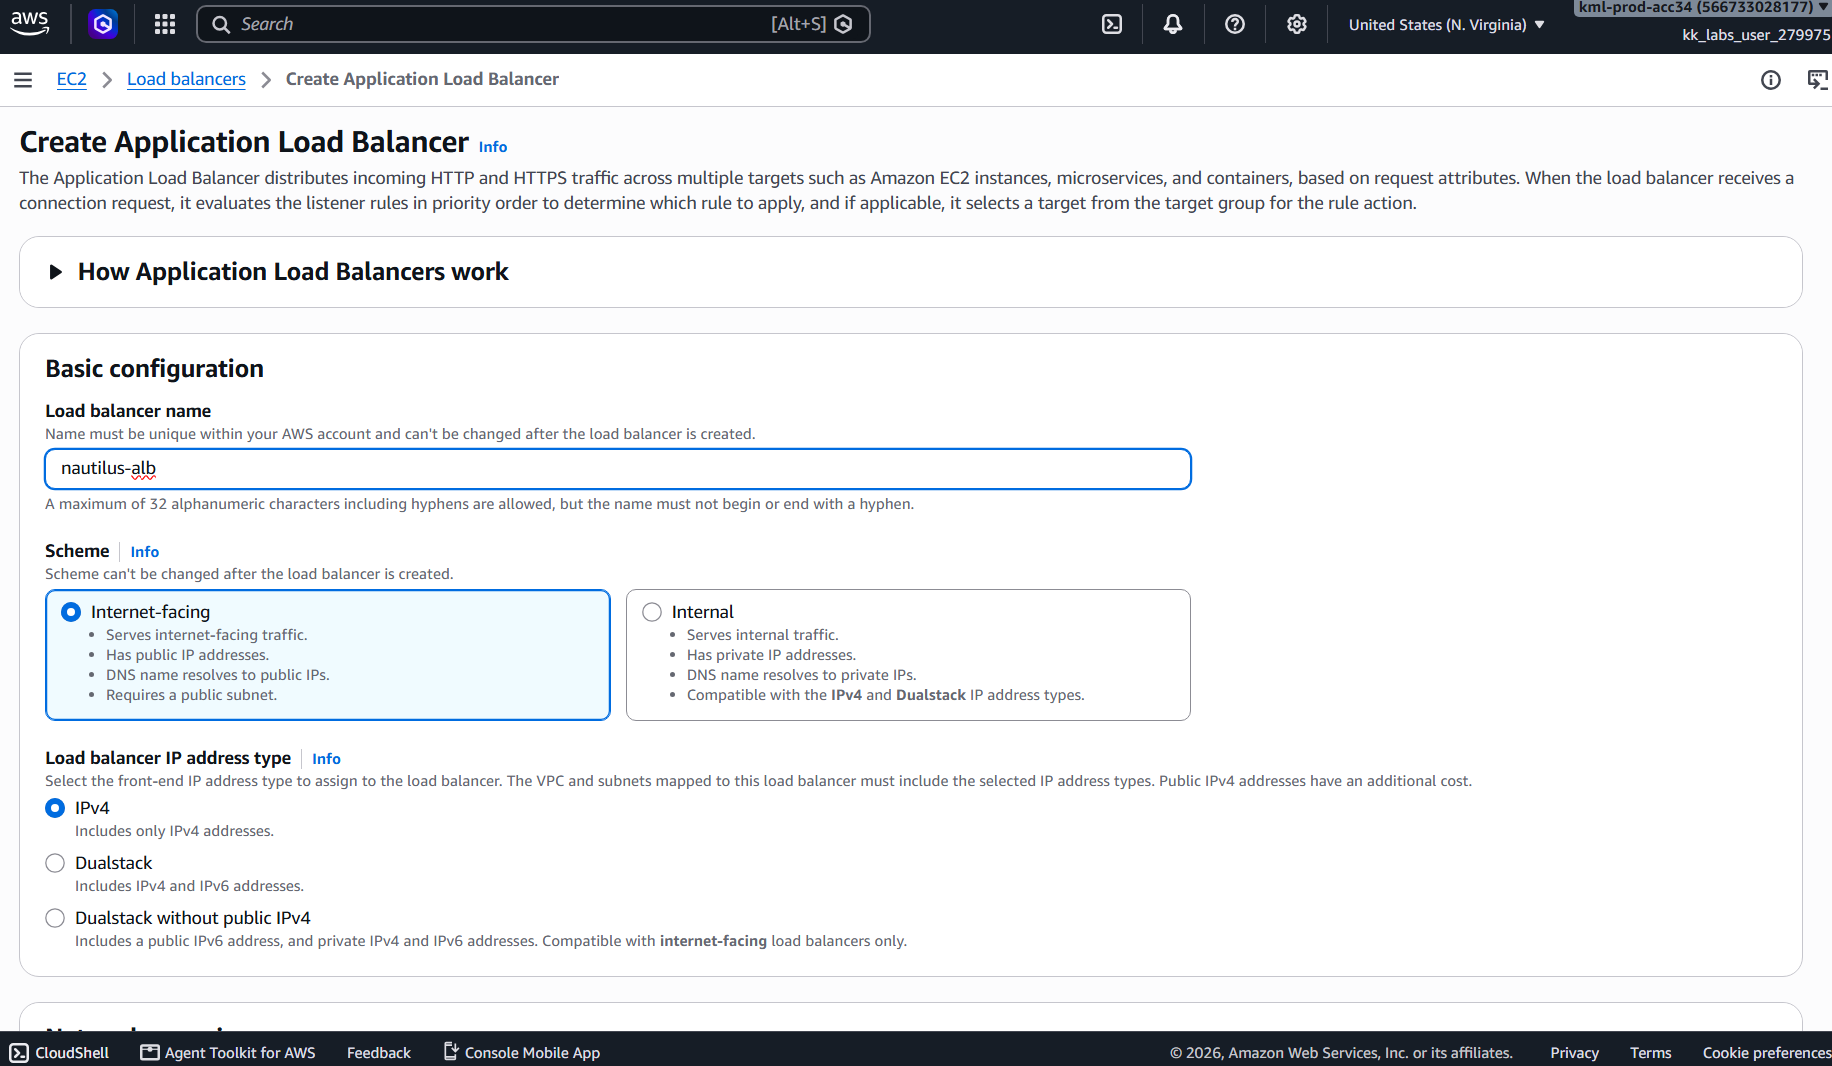 aws
Search
[Alt+S]
United States (N. Virginia)
kml-prod-acc34 (566733028177)
kk_labs_user_279975
EC2
Load balancers
Create Application Load Balancer
Create Application Load Balancer Info
The Application Load Balancer distributes incoming HTTP and HTTPS traffic across multiple targets such as Amazon EC2 instances, microservices, and containers, based on request attributes. When the load balancer receives a
connection request, it evaluates the listener rules in priority order to determine which rule to apply, and if applicable, it selects a target from the target group for the rule action.
How Application Load Balancers work
Basic configuration
Load balancer name
Name must be unique within your AWS account and can't be changed after the load balancer is created.
nautilus-alb
A maximum of 32 alphanumeric characters including hyphens are allowed, but the name must not begin or end with a hyphen.
Scheme Info
Scheme can't be changed after the load balancer is created.
Internet-facing
• Serves internet-facing traffic.
• Has public IP addresses.
• DNS name resolves to public IPs.
• Requires a public subnet.
Internal
• Serves internal traffic.
• Has private IP addresses.
• DNS name resolves to private IPs.
• Compatible with the IPv4 and Dualstack IP address types.
Load balancer IP address type Info
Select the front-end IP address type to assign to the load balancer. The VPC and subnets mapped to this load balancer must include the selected IP address types. Public IPv4 addresses have an additional cost.
IPv4
Includes only IPv4 addresses.
Dualstack
Includes IPv4 and IPv6 addresses.
Dualstack without public IPv4
Includes a public IPv6 address, and private IPv4 and IPv6 addresses. Compatible with internet-facing load balancers only.
CloudShell
Agent Toolkit for AWS
Feedback
Console Mobile App
© 2026, Amazon Web Services, Inc. or its affiliates.
Privacy
Terms
Cookie preferences